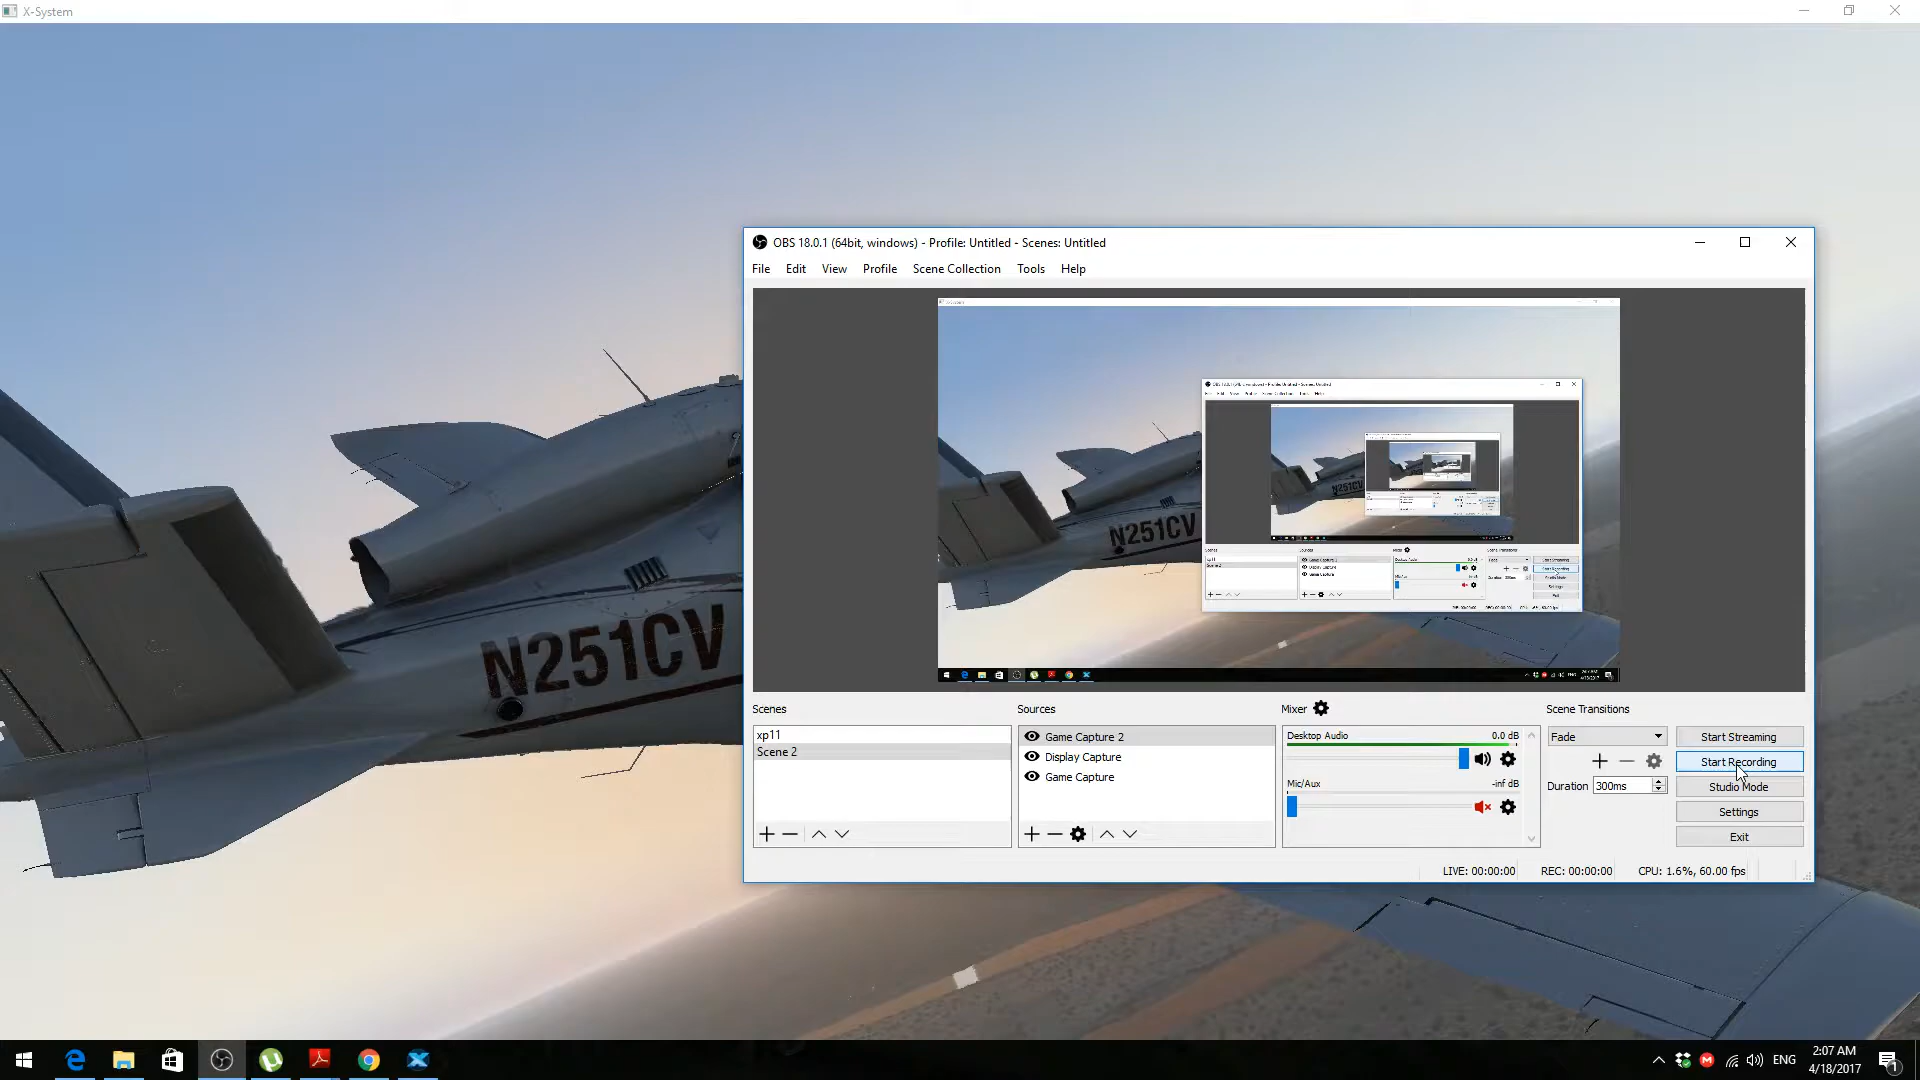 X-System
N251CV
OBS 18.0.1 (64bit, windows) - Profile: Untitled - Scenes: Untitled
File Edit View Profile Scene Collection Tools Help
N251CV
N251CV
Scenes
xp11
Scene 2
Sources
Game Capture 2
Display Capture
Game Capture
Mixer
Desktop Audio 0.0 dB
Mic/Aux -inf dB
Scene Transitions
Fade
Duration 300ms
Start Streaming
Start Recording
Studio Mode
Settings
Exit
LIVE: 00:00:00 REC: 00:00:00 CPU: 1.6%, 60.00 fps
ENG
2:07 AM
4/18/2017
1